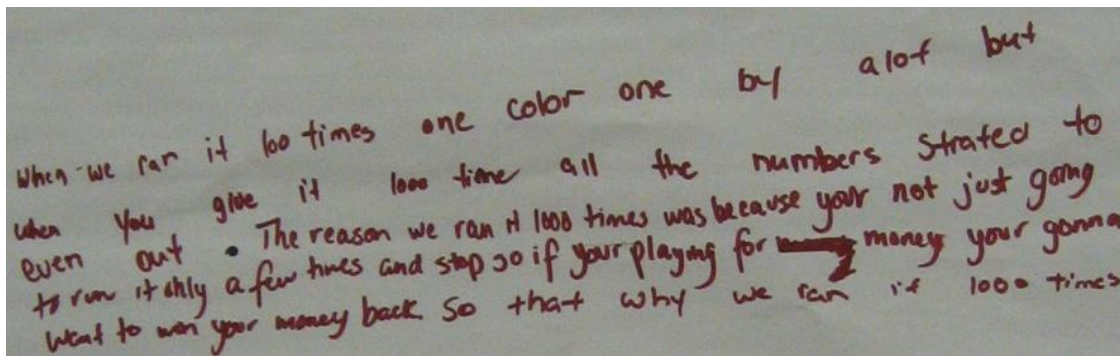 When we ran it 100 times one color one by alot but
when you give it 1000 time all the numbers strated to
even out. The reason we ran it 1000 times was because your not just going
to run it only a few times and stop so if your playing for money your gonna
want to win your money back so that why we ran it 1000 times